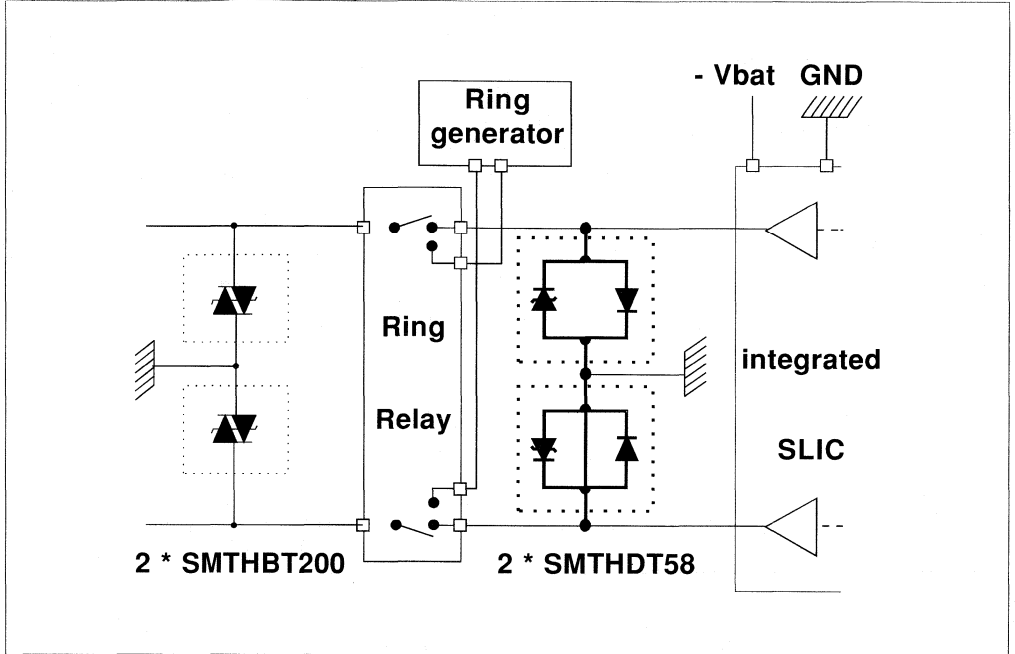 - Vbat GND
Ring
generator
Ring
Relay
integrated
SLIC
2 * SMTHBT200
2 * SMTHDT58